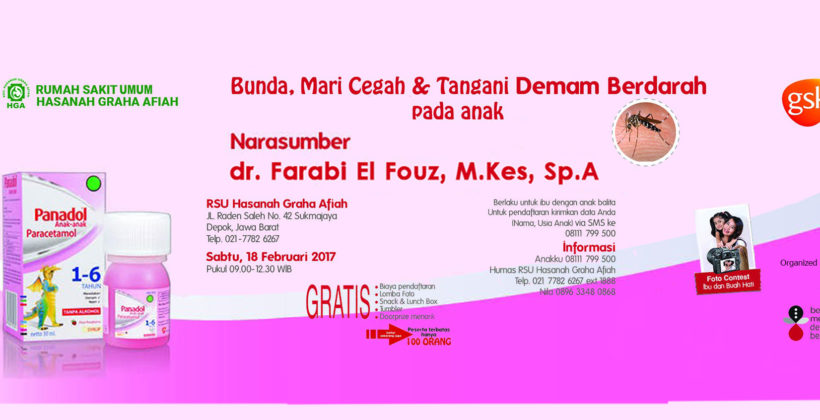 HGA
RUMAH SAKIT UMUM
HASANAH GRAHA AFIAH
Bunda, Mari Cegah & Tangani Demam Berdarah
pada anak
gsk
Narasumber
dr. Farabi El Fouz, M.Kes, Sp.A
RSU Hasanah Graha Afiah
JL. Raden Saleh No. 42 Sukmajaya
Depok, Jawa Barat
Telp. 021-7782 6267
Sabtu, 18 Februari 2017
Pukul 09.00-12.30 WIB
Berlaku untuk ibu dengan anak balita
Untuk pendaftaran kirimkan data Anda
(Nama, Usia Anak) via SMS ke
08111 799 500
Informasi
Anakku 08111 799 500
Humas RSU Hasanah Graha Afiah
Telp. 021 7782 6267 ext 1888
Nila 0896 3348 0868
GRATIS
Biaya pendaftaran
Lomba Foto
Snack & Lunch Box
Tumbler
Doorprize menarik
Peserta terbatas
hanya
100 ORANG
Foto Contest
Ibu dan Buah Hati
Organized
Panadol
Anak-anak
Paracetamol
1-6
TAHUN
TANPA ALKOHOL
SYRUP
netto 30 mL
Panadol
1-6